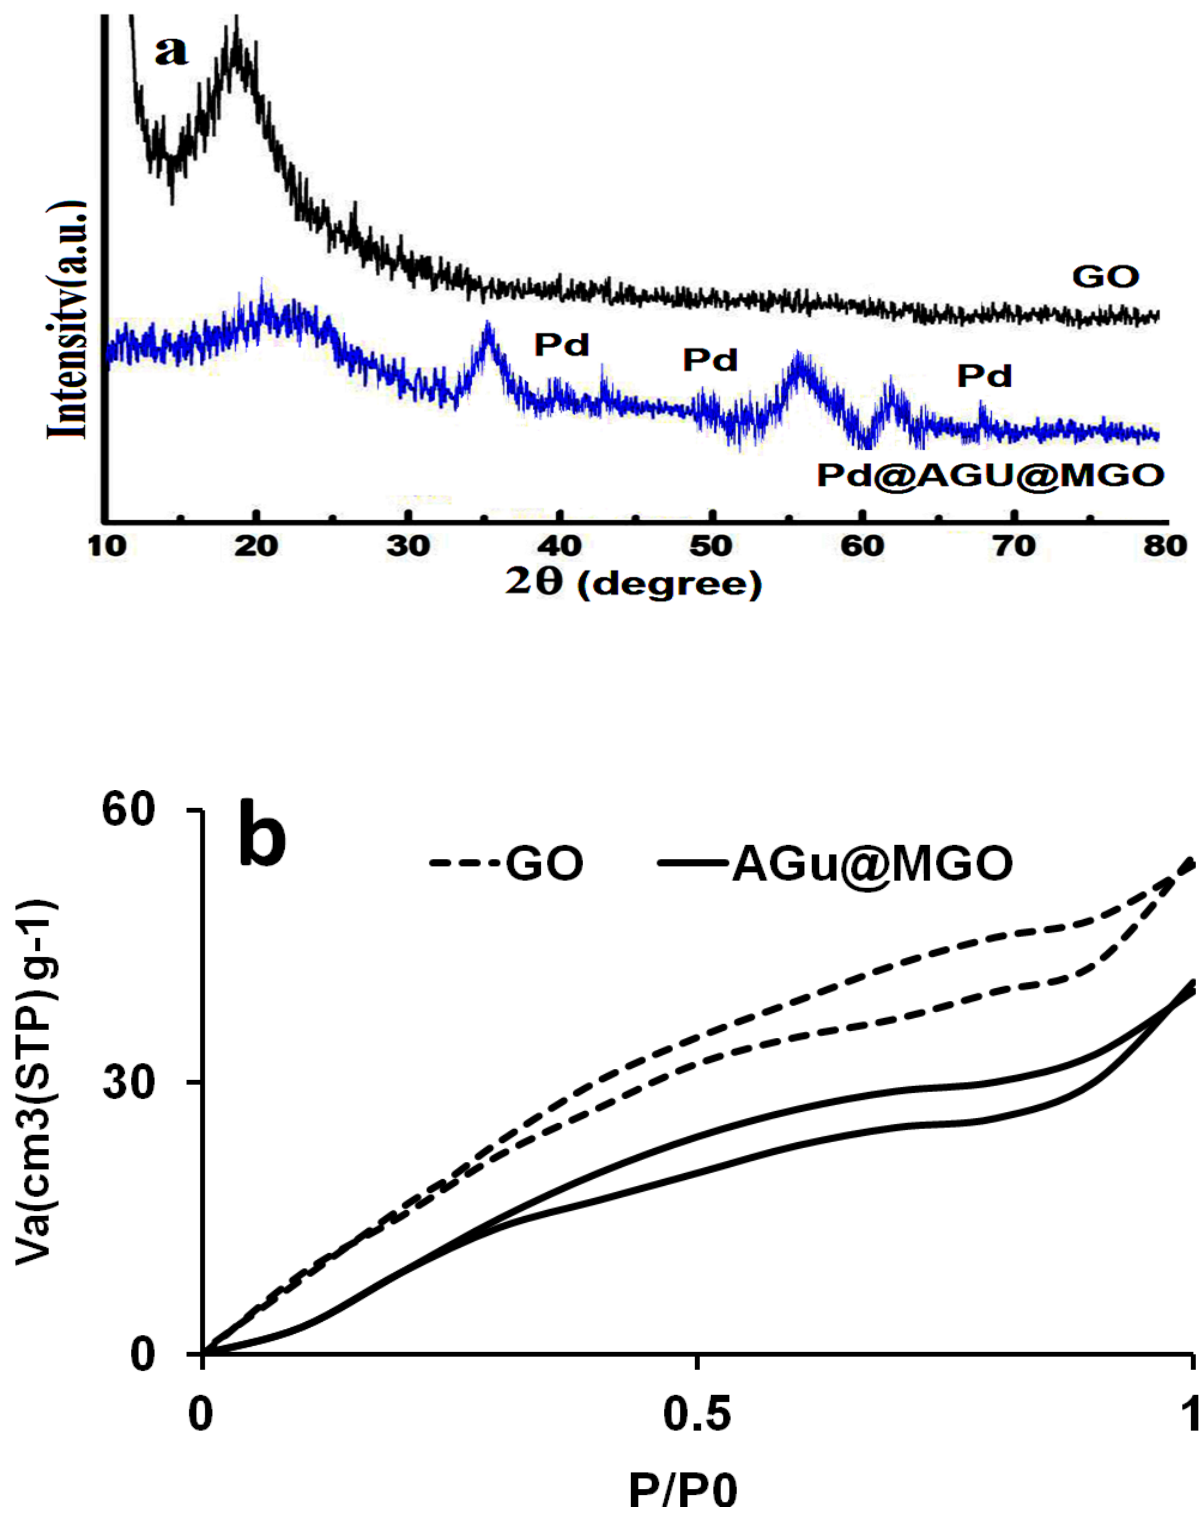 a
Intensity(a.u.)
GO
Pd
Pd
Pd
Pd@AGU@MGO
10 20 30 40 50 60 70 80
2θ (degree)
b
60
30
0
GO
AGu@MGO
Va(cm3(STP) g-1)
0 0.5 1
P/P0